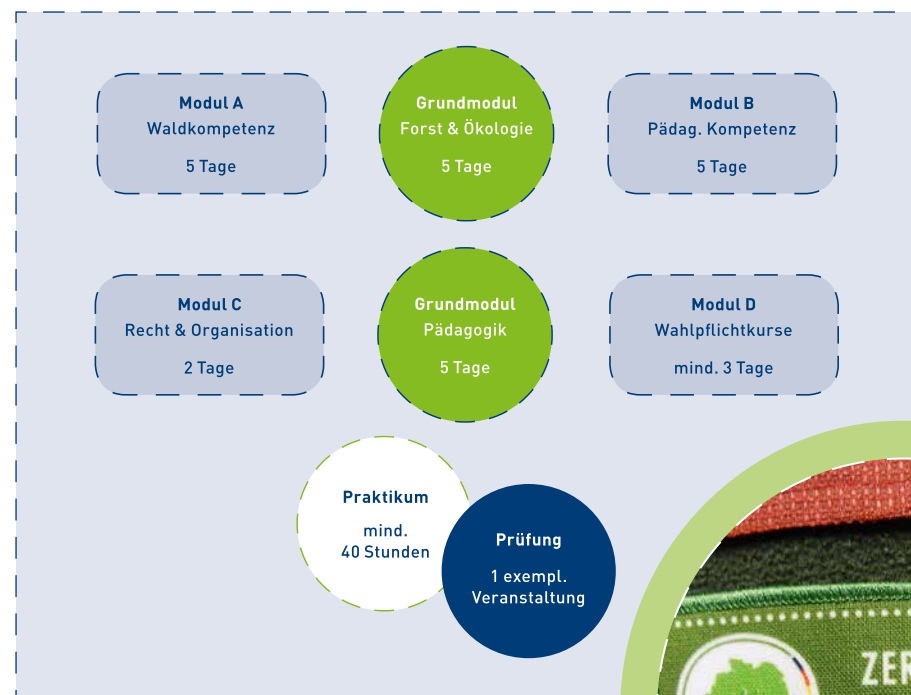 Modul A
Waldkompetenz
5 Tage
Grundmodul
Forst & Ökologie
5 Tage
Modul B
Pädag. Kompetenz
5 Tage
Modul C
Recht & Organisation
2 Tage
Grundmodul
Pädagogik
5 Tage
Modul D
Wahlpflichtkurse
mind. 3 Tage
Praktikum
mind.
40 Stunden
Prüfung
1 exempl.
Veranstaltung
ZER